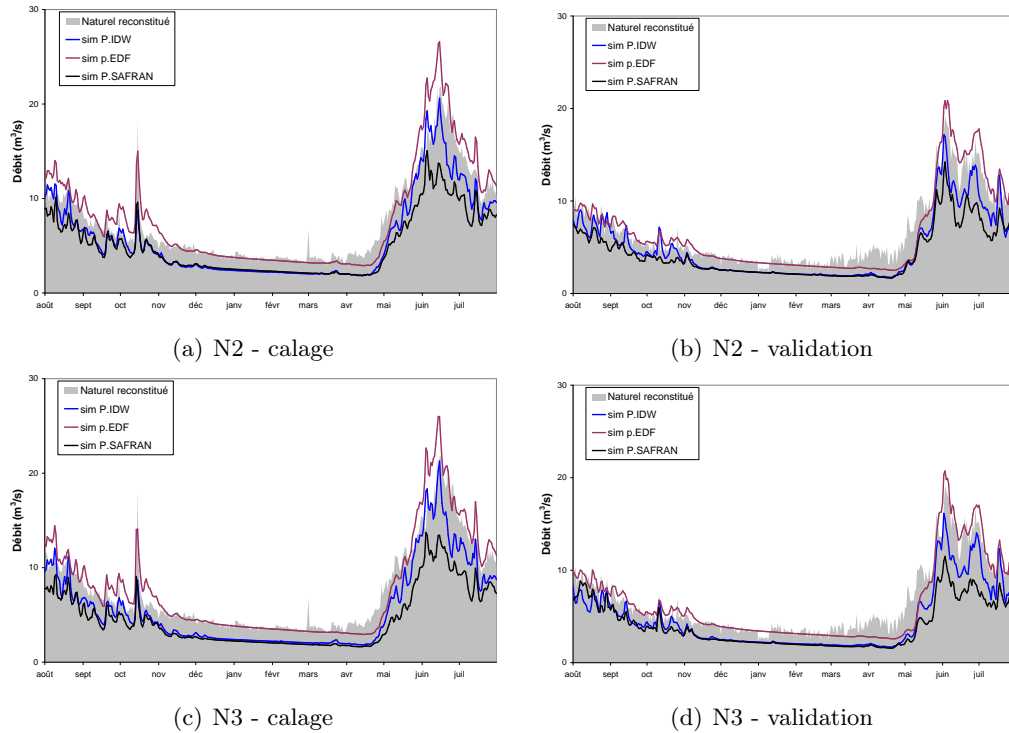 30
Naturel reconstitué
sim P.IDW
sim p.EDF
sim P.SAFRAN
20
10
0
Débit (m³/s)
août sept oct nov déc janv févr mars avr mai juin juil
(a) N2 - calage
30
Naturel reconstitué
sim P.IDW
sim p.EDF
sim P.SAFRAN
20
10
0
Débit (m³/s)
août sept oct nov déc janv févr mars avr mai juin juil
(b) N2 - validation
30
Naturel reconstitué
sim P.IDW
sim p.EDF
sim P.SAFRAN
20
10
0
Débit (m³/s)
août sept oct nov déc janv févr mars avr mai juin juil
(c) N3 - calage
30
Naturel reconstitué
sim P.IDW
sim p.EDF
sim P.SAFRAN
20
10
0
Débit (m³/s)
août sept oct nov déc janv févr mars avr mai juin juil
(d) N3 - validation